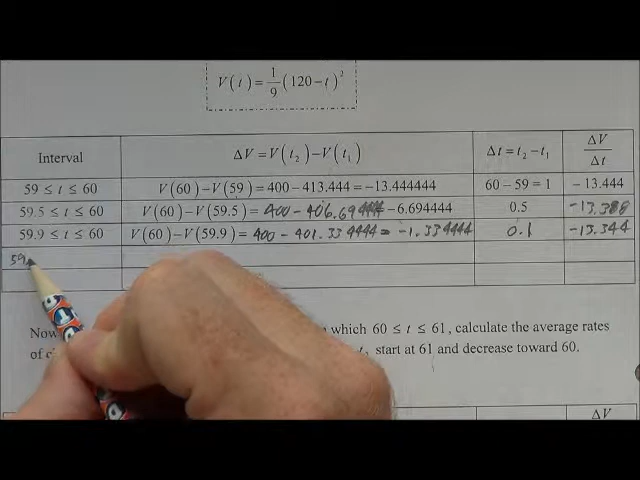 V(t) = 1/9 (120 − t)²
Interval ΔV = V(t₂) − V(t₁) Δt = t₂ − t₁ ΔV/Δt
59 ≤ t ≤ 60 V(60) − V(59) = 400 − 413.444 = −13.444444 60 − 59 = 1 −13.444
59.5 ≤ t ≤ 60 V(60) − V(59.5) = 400 − 406.694444 = −6.694444 0.5 −13.388
59.9 ≤ t ≤ 60 V(60) − V(59.9) = 400 − 401.334444 = −1.334444 0.1 −13.344
59.
Now which 60 ≤ t ≤ 61, calculate the average rates
of start at 61 and decrease toward 60.
ΔV